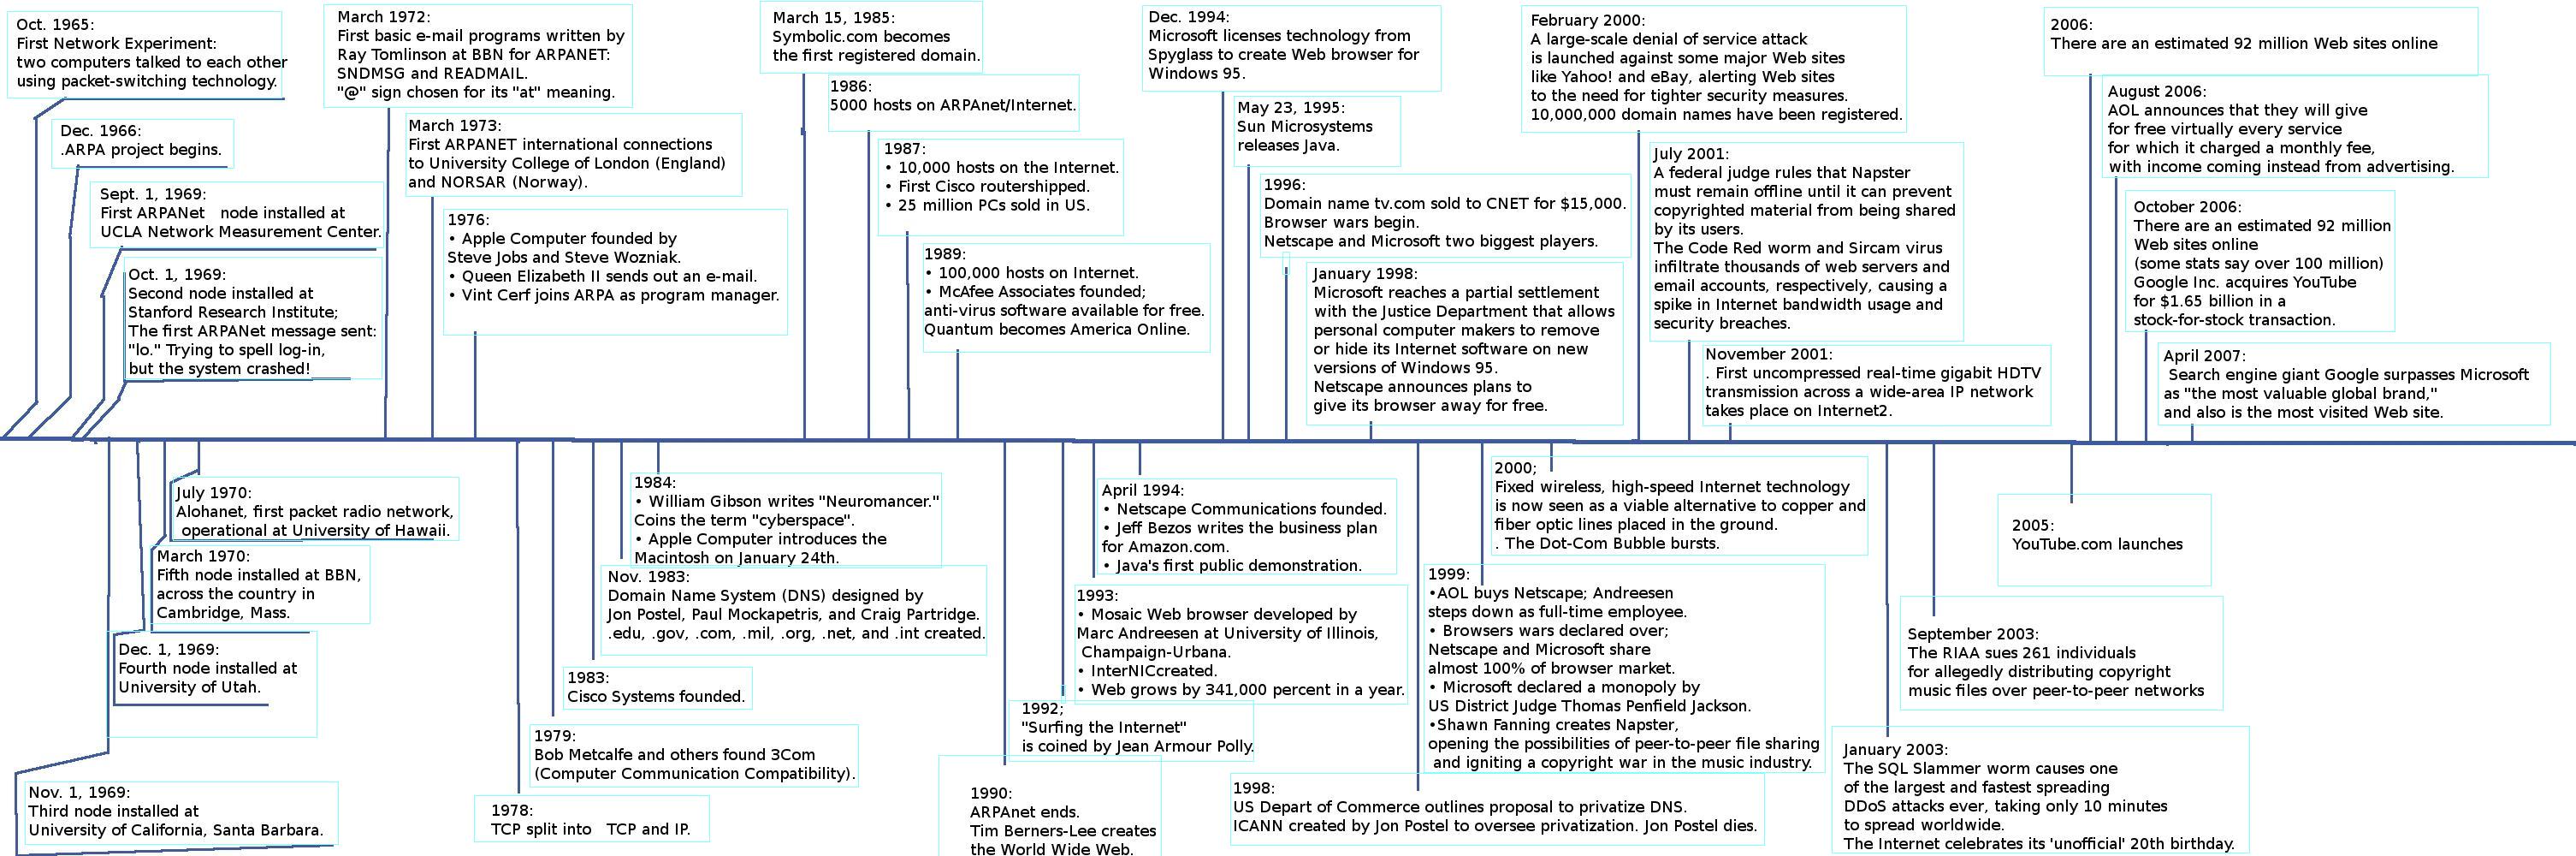 Oct. 1965:
First Network Experiment:
two computers talked to each other
using packet-switching technology.
Dec. 1966:
.ARPA project begins.
Sept. 1, 1969:
First ARPANet node installed at
UCLA Network Measurement Center.
Oct. 1, 1969:
Second node installed at
Stanford Research Institute;
The first ARPANet message sent:
"lo." Trying to spell log-in,
but the system crashed!
March 1972:
First basic e-mail programs written by
Ray Tomlinson at BBN for ARPANET:
SNDMSG and READMAIL.
"@" sign chosen for its "at" meaning.
March 1973:
First ARPANET international connections
to University College of London (England)
and NORSAR (Norway).
1976:
• Apple Computer founded by
Steve Jobs and Steve Wozniak.
• Queen Elizabeth II sends out an e-mail.
• Vint Cerf joins ARPA as program manager.
March 15, 1985:
Symbolic.com becomes
the first registered domain.
1986:
5000 hosts on ARPAnet/Internet.
1987:
• 10,000 hosts on the Internet.
• First Cisco routershipped.
• 25 million PCs sold in US.
1989:
• 100,000 hosts on Internet.
• McAfee Associates founded;
anti-virus software available for free.
Quantum becomes America Online.
Dec. 1994:
Microsoft licenses technology from
Spyglass to create Web browser for
Windows 95.
May 23, 1995:
Sun Microsystems
releases Java.
1996:
Domain name tv.com sold to CNET for $15,000.
Browser wars begin.
Netscape and Microsoft two biggest players.
January 1998:
Microsoft reaches a partial settlement
with the Justice Department that allows
personal computer makers to remove
or hide its Internet software on new
versions of Windows 95.
Netscape announces plans to
give its browser away for free.
February 2000:
A large-scale denial of service attack
is launched against some major Web sites
like Yahoo! and eBay, alerting Web sites
to the need for tighter security measures.
10,000,000 domain names have been registered.
July 2001:
A federal judge rules that Napster
must remain offline until it can prevent
copyrighted material from being shared
by its users.
The Code Red worm and Sircam virus
infiltrate thousands of web servers and
email accounts, respectively, causing a
spike in Internet bandwidth usage and
security breaches.
November 2001:
. First uncompressed real-time gigabit HDTV
transmission across a wide-area IP network
takes place on Internet2.
2006:
There are an estimated 92 million Web sites online
August 2006:
AOL announces that they will give
for free virtually every service
for which it charged a monthly fee,
with income coming instead from advertising.
October 2006:
There are an estimated 92 million
Web sites online
(some stats say over 100 million)
Google Inc. acquires YouTube
for $1.65 billion in a
stock-for-stock transaction.
April 2007:
Search engine giant Google surpasses Microsoft
as "the most valuable global brand,"
and also is the most visited Web site.
July 1970:
Alohanet, first packet radio network,
operational at University of Hawaii.
March 1970:
Fifth node installed at BBN,
across the country in
Cambridge, Mass.
Dec. 1, 1969:
Fourth node installed at
University of Utah.
Nov. 1, 1969:
Third node installed at
University of California, Santa Barbara.
1984:
• William Gibson writes "Neuromancer."
Coins the term "cyberspace".
• Apple Computer introduces the
Macintosh on January 24th.
Nov. 1983:
Domain Name System (DNS) designed by
Jon Postel, Paul Mockapetris, and Craig Partridge.
.edu, .gov, .com, .mil, .org, .net, and .int created.
1983:
Cisco Systems founded.
1979:
Bob Metcalfe and others found 3Com
(Computer Communication Compatibility).
1978:
TCP split into TCP and IP.
April 1994:
• Netscape Communications founded.
• Jeff Bezos writes the business plan
for Amazon.com.
• Java's first public demonstration.
1993:
• Mosaic Web browser developed by
Marc Andreesen at University of Illinois,
Champaign-Urbana.
• InterNICcreated.
• Web grows by 341,000 percent in a year.
1992;
"Surfing the Internet"
is coined by Jean Armour Polly.
1990:
ARPAnet ends.
Tim Berners-Lee creates
the World Wide Web.
2000;
Fixed wireless, high-speed Internet technology
is now seen as a viable alternative to copper and
fiber optic lines placed in the ground.
. The Dot-Com Bubble bursts.
1999:
•AOL buys Netscape; Andreesen
steps down as full-time employee.
• Browsers wars declared over;
Netscape and Microsoft share
almost 100% of browser market.
• Microsoft declared a monopoly by
US District Judge Thomas Penfield Jackson.
•Shawn Fanning creates Napster,
opening the possibilities of peer-to-peer file sharing
and igniting a copyright war in the music industry.
1998:
US Depart of Commerce outlines proposal to privatize DNS.
ICANN created by Jon Postel to oversee privatization. Jon Postel dies.
2005:
YouTube.com launches
September 2003:
The RIAA sues 261 individuals
for allegedly distributing copyright
music files over peer-to-peer networks
January 2003:
The SQL Slammer worm causes one
of the largest and fastest spreading
DDoS attacks ever, taking only 10 minutes
to spread worldwide.
The Internet celebrates its 'unofficial' 20th birthday.